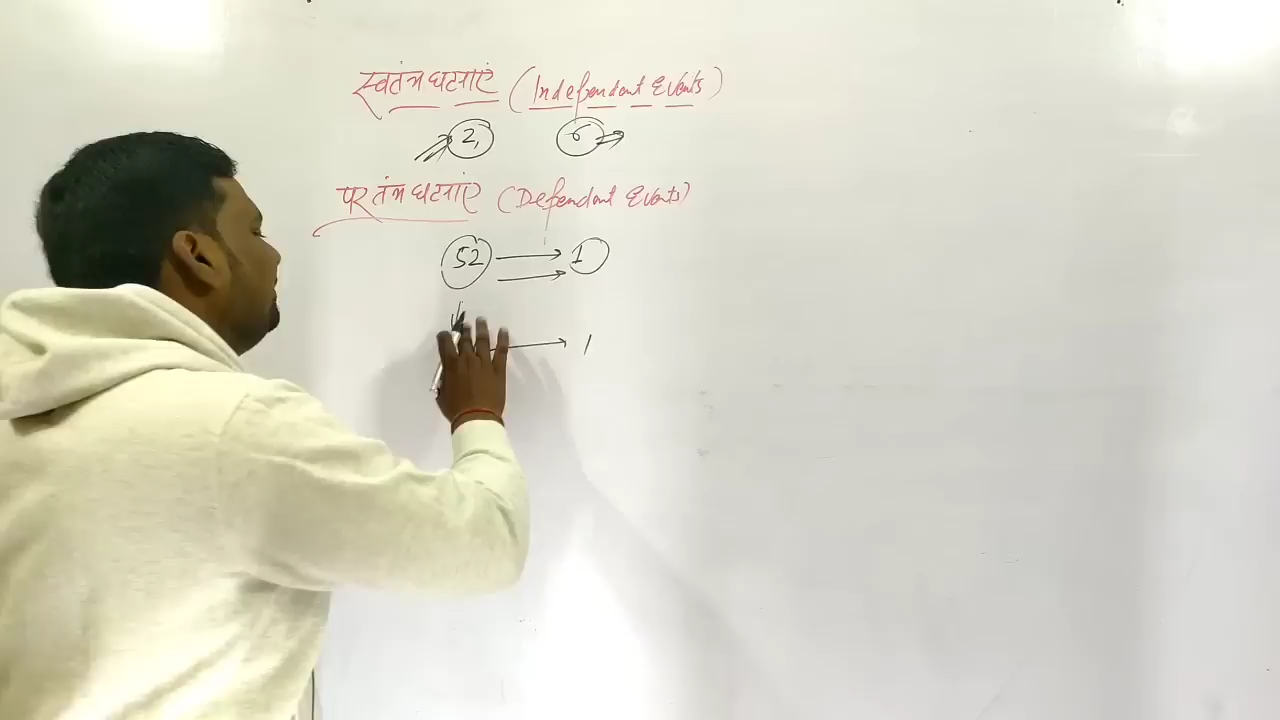 स्वतंत्र घटनाएं (Independent Events)
2, 6
परतंत्र घटनाएं (Dependent Events)
52 → 1
→ 1